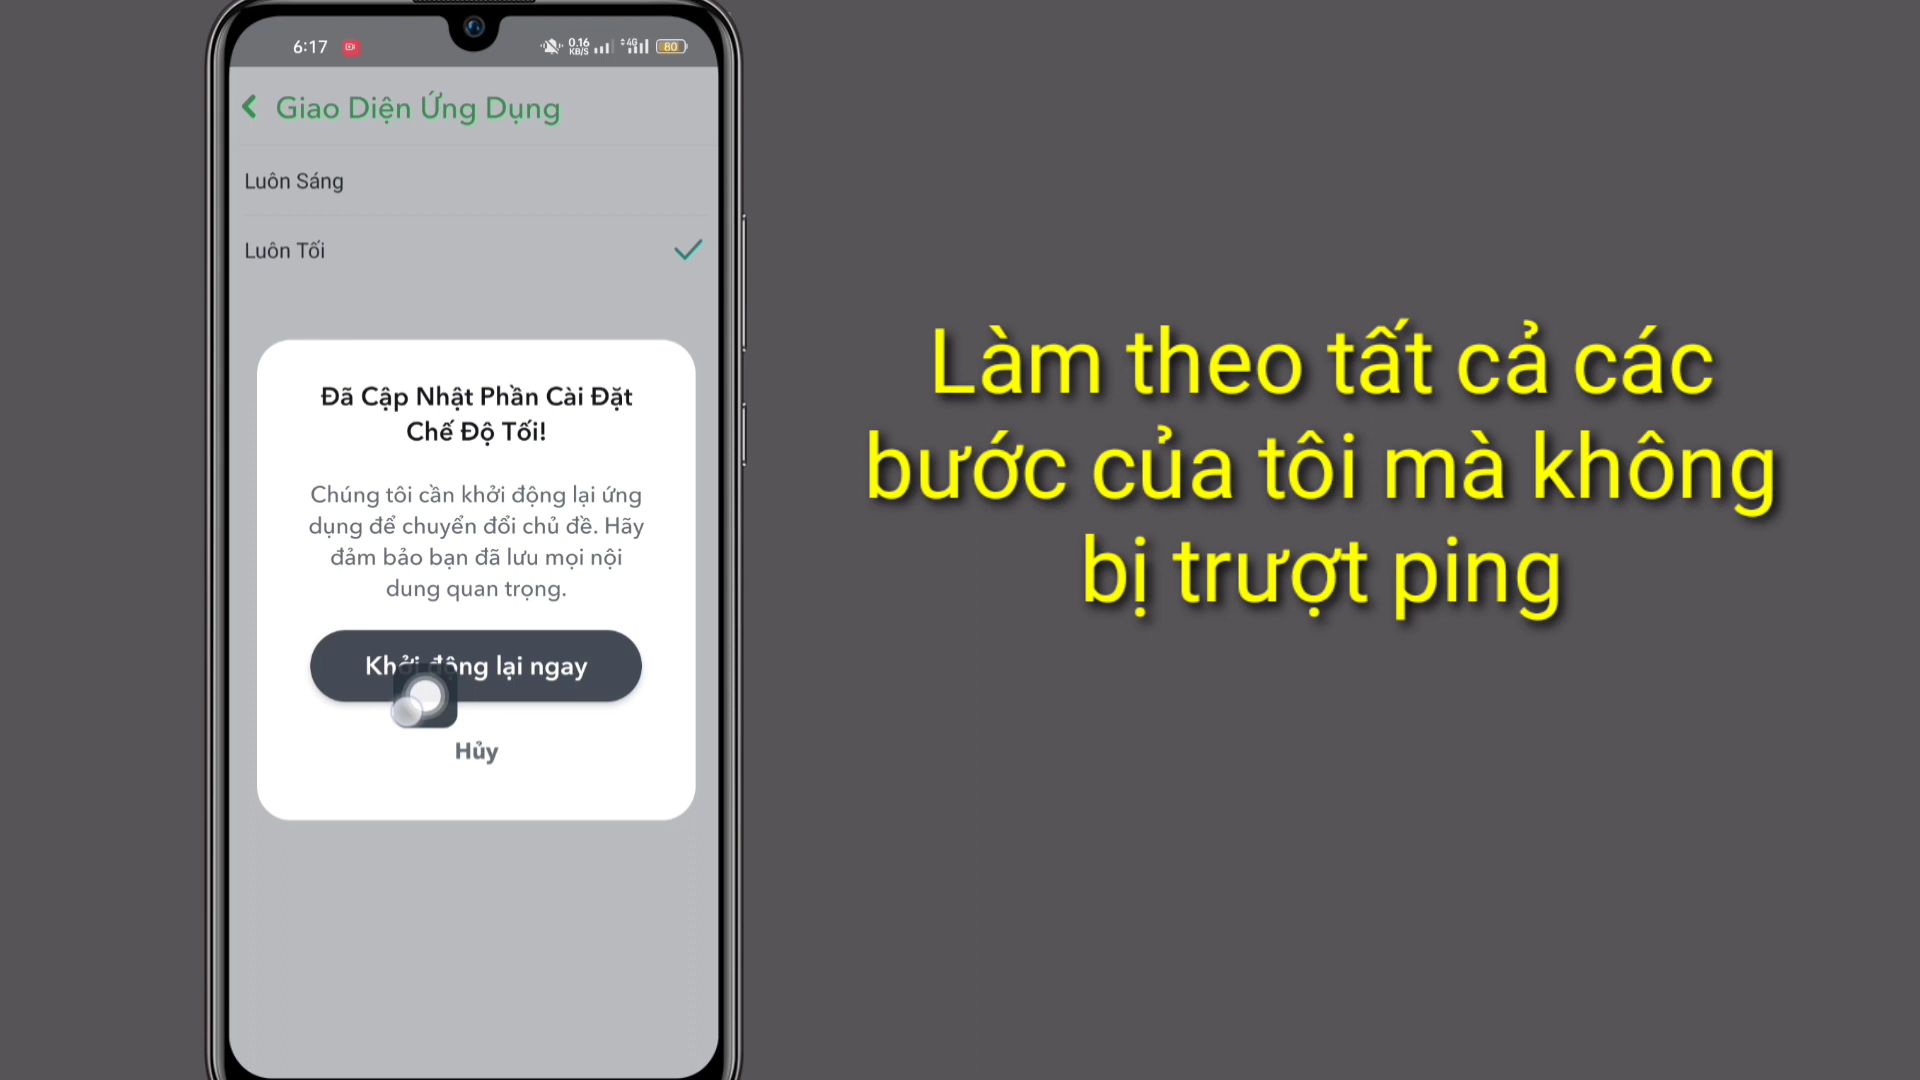 6:17
0.16
KB/S
4G
80
Giao Diện Ứng Dụng
Luôn Sáng
Luôn Tối
Đã Cập Nhật Phần Cài Đặt
Chế Độ Tối!
Chúng tôi cần khởi động lại ứng
dụng để chuyển đổi chủ đề. Hãy
đảm bảo bạn đã lưu mọi nội
dung quan trọng.
Khởi động lại ngay
Hủy
Làm theo tất cả các
bước của tôi mà không
bị trượt ping